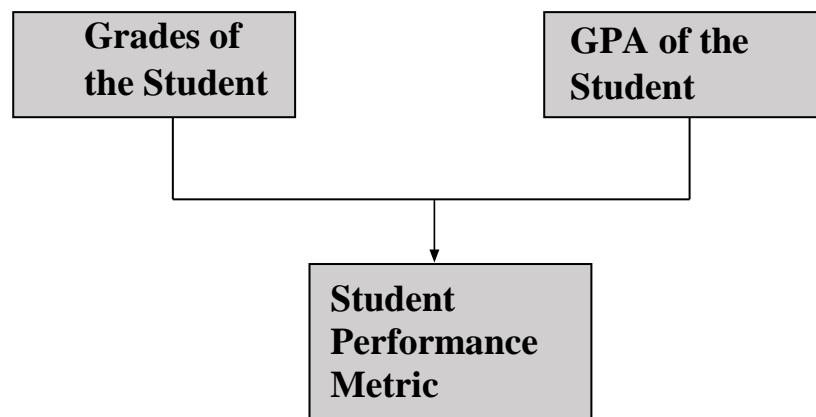 Grades of
the Student
GPA of the
Student
Student
Performance
Metric